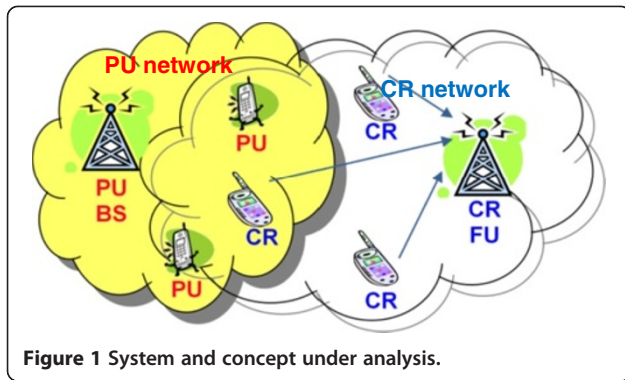 PU network
CR network
CR
PU
PU
BS
CR
FU
CR
PU
CR
Figure 1 System and concept under analysis.